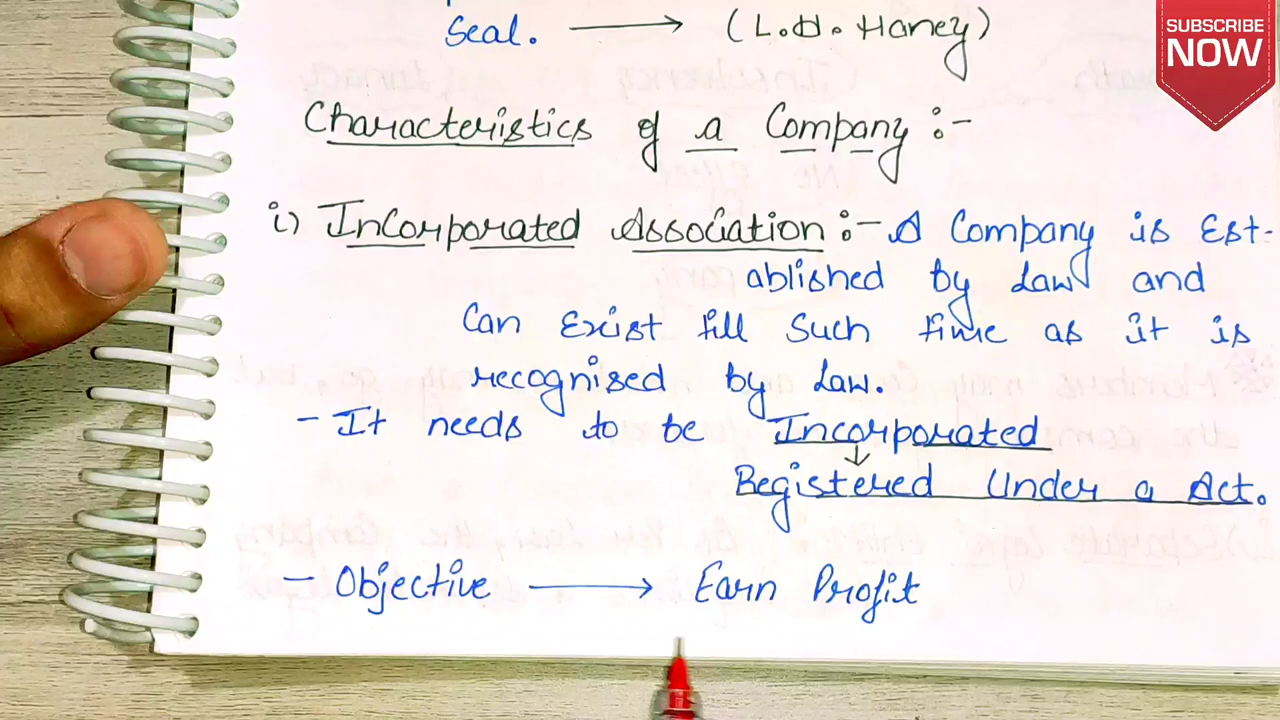 Seal. → (L.H. Haney)
SUBSCRIBE
NOW
Characteristics of a Company :-
i) Incorporated Association :- A Company is Est-
ablished by Law and
Can Exist till Such time as it is
recognised by Law.
- It needs to be Incorporated
↓
Registered Under a Act.
- Objective → Earn Profit